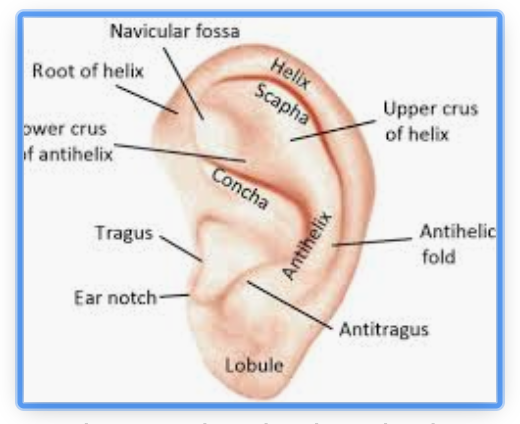 Navicular fossa
Root of helix
Helix
Scapha
Upper crus
of helix
ower crus
f antihelix
Concha
Tragus
Antihelix
Antihelic
fold
Ear notch
Antitragus
Lobule